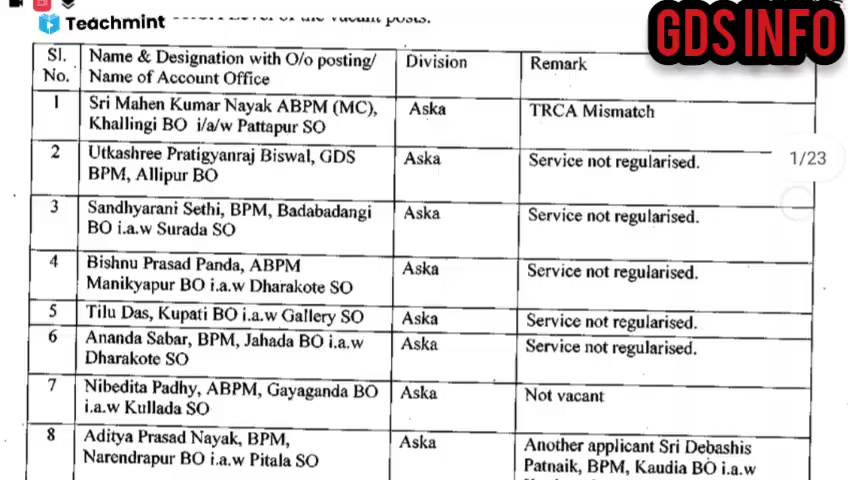 GDS INFO
Teachmint
TRCA Level of the vacant posts.
Sl. No.
Name & Designation with O/o posting/
Name of Account Office
Division
Remark
1
Sri Mahen Kumar Nayak ABPM (MC),
Khallingi BO i/a/w Pattapur SO
Aska
TRCA Mismatch
2
Utkashree Pratigyanraj Biswal, GDS
BPM, Allipur BO
Aska
Service not regularised.
1/23
3
Sandhyarani Sethi, BPM, Badabadangi
BO i.a.w Surada SO
Aska
Service not regularised.
4
Bishnu Prasad Panda, ABPM
Manikyapur BO i.a.w Dharakote SO
Aska
Service not regularised.
5
Tilu Das, Kupati BO i.a.w Gallery SO
Aska
Service not regularised.
6
Ananda Sabar, BPM, Jahada BO i.a.w
Dharakote SO
Aska
Service not regularised.
7
Nibedita Padhy, ABPM, Gayaganda BO
i.a.w Kullada SO
Aska
Not vacant
8
Aditya Prasad Nayak, BPM,
Narendrapur BO i.a.w Pitala SO
Aska
Another applicant Sri Debashis
Patnaik, BPM, Kaudia BO i.a.w